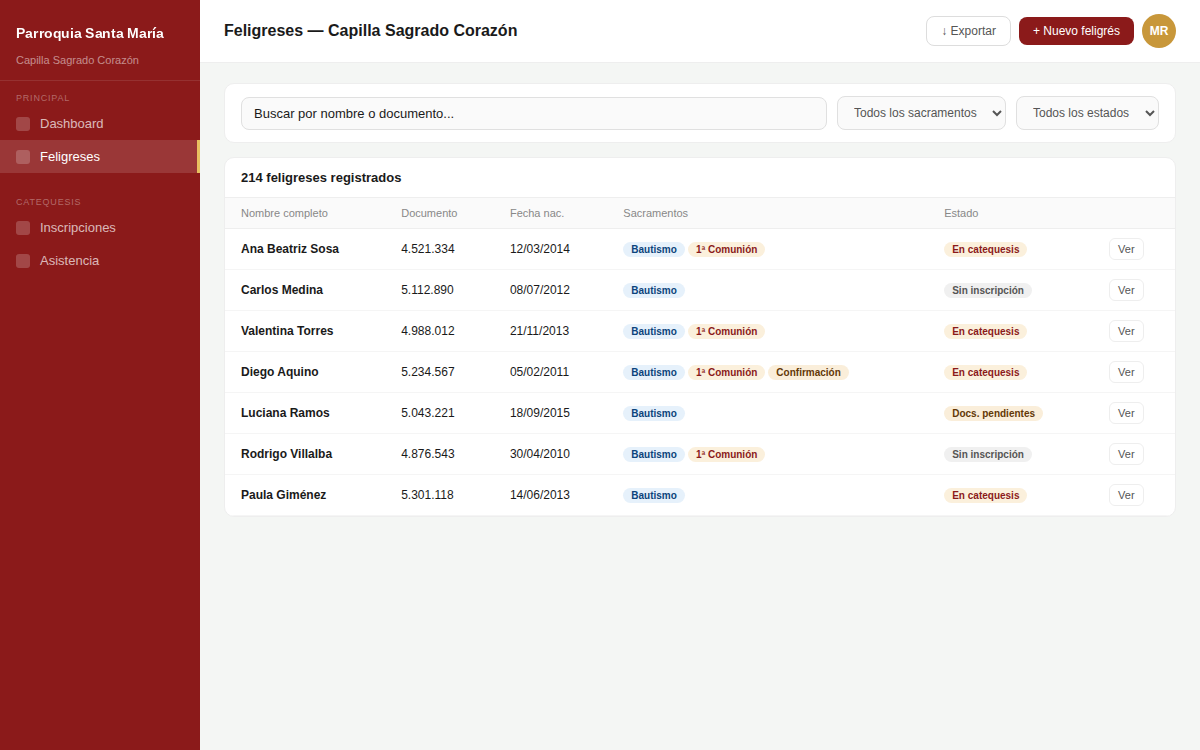 Parroquia Santa María
Capilla Sagrado Corazón
PRINCIPAL
Dashboard
Feligreses
CATEQUESIS
Inscripciones
Asistencia
Feligreses — Capilla Sagrado Corazón
↓ Exportar
+ Nuevo feligrés
MR
Buscar por nombre o documento...
Todos los sacramentos
Todos los estados
214 feligreses registrados
Nombre completo Documento Fecha nac. Sacramentos Estado
Ana Beatriz Sosa 4.521.334 12/03/2014 Bautismo 1ª Comunión En catequesis Ver
Carlos Medina 5.112.890 08/07/2012 Bautismo Sin inscripción Ver
Valentina Torres 4.988.012 21/11/2013 Bautismo 1ª Comunión En catequesis Ver
Diego Aquino 5.234.567 05/02/2011 Bautismo 1ª Comunión Confirmación En catequesis Ver
Luciana Ramos 5.043.221 18/09/2015 Bautismo Docs. pendientes Ver
Rodrigo Villalba 4.876.543 30/04/2010 Bautismo 1ª Comunión Sin inscripción Ver
Paula Giménez 5.301.118 14/06/2013 Bautismo En catequesis Ver